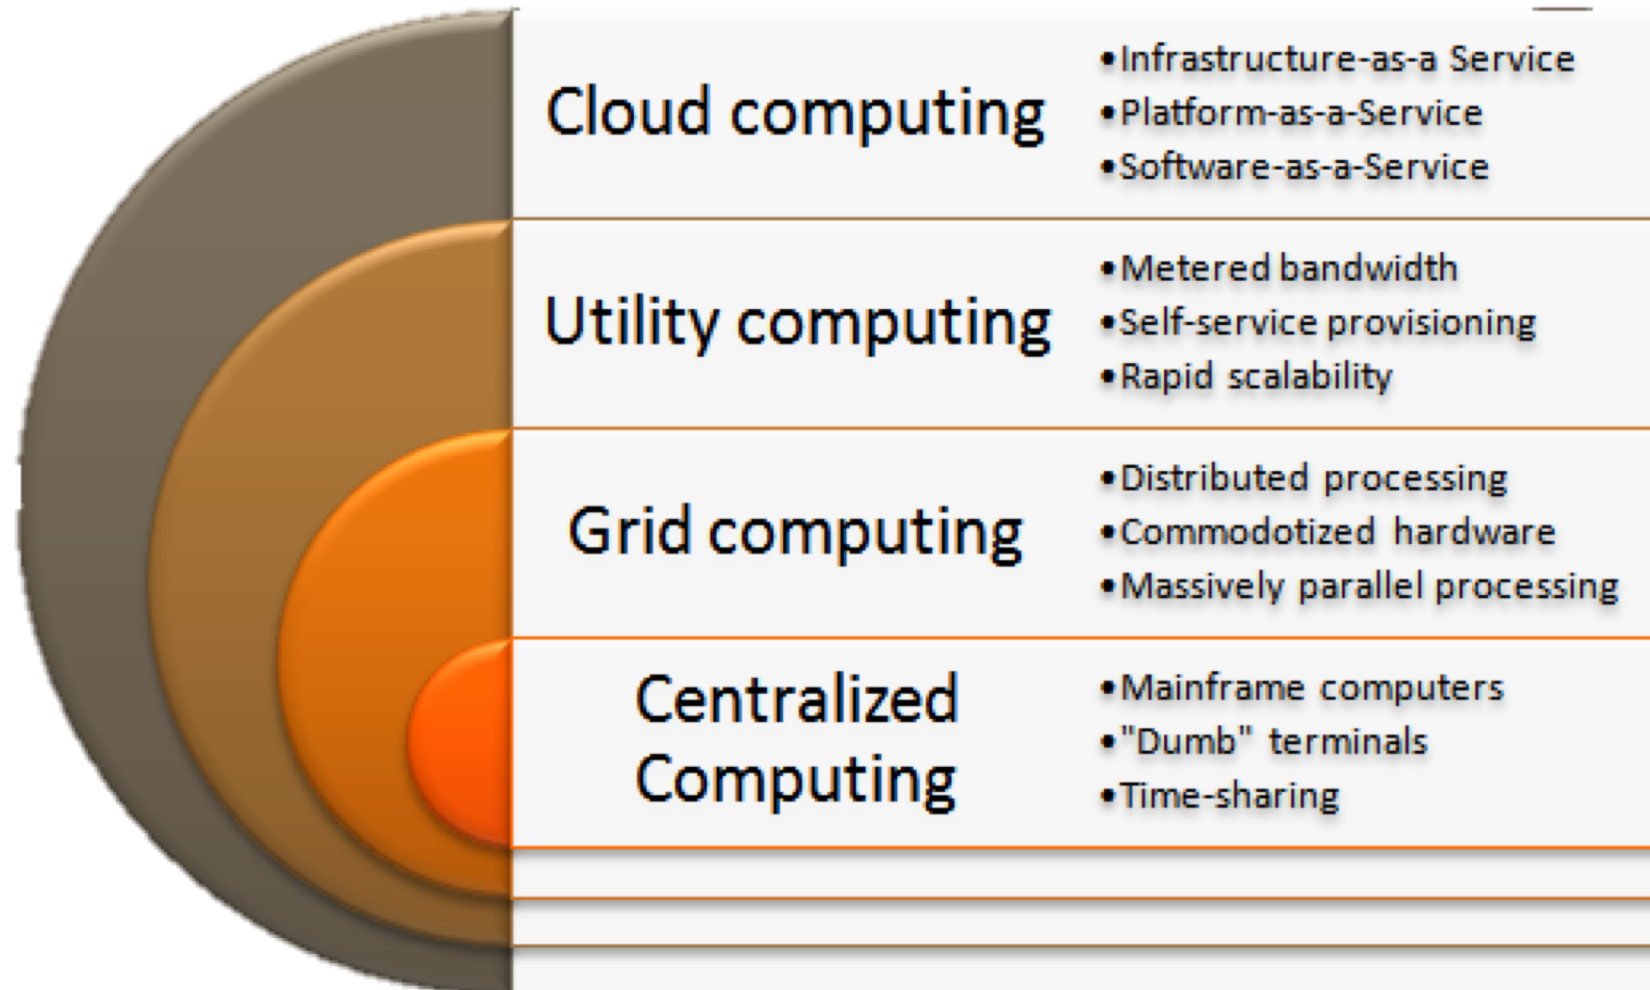 Cloud computing
•Infrastructure-as-a Service
•Platform-as-a-Service
•Software-as-a-Service
Utility computing
•Metered bandwidth
•Self-service provisioning
•Rapid scalability
Grid computing
•Distributed processing
•Commodotized hardware
•Massively parallel processing
Centralized
Computing
•Mainframe computers
•"Dumb" terminals
•Time-sharing